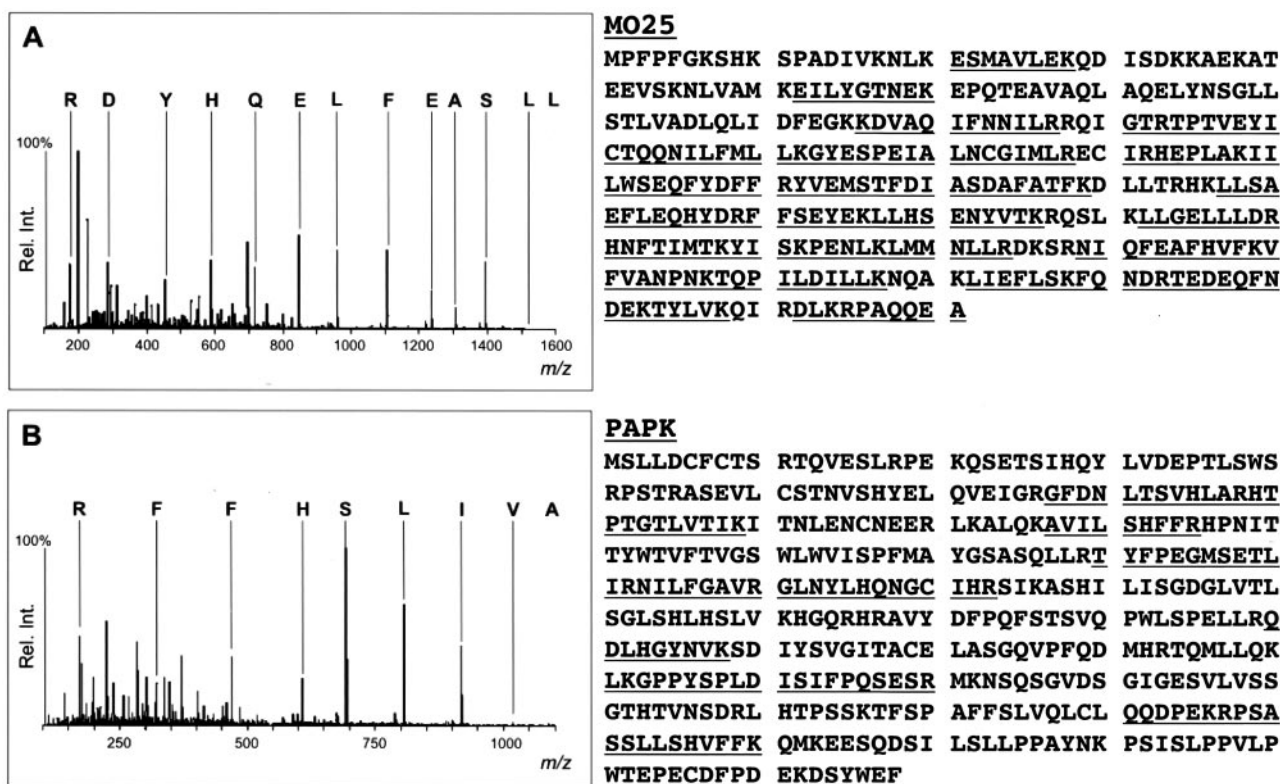 A
R D Y H Q E L F E A S L L
100%
Rel. Int.
200 400 600 800 1000 1200 1400 1600
m/z
MO25
MPFPFGKSHK SPADIVKNLK ESMAVLEKQD ISDKKAEKAT
EEVSKNLVAM KEILYGTNEK EPQTEAVAQL AQELYNSGLL
STLVADLQLI DFEGKKDVAQ IFNNILRRQI GTRTPTVEYI
CTQQNILFML LKGYESPEIA LNCGIMLREC IRHEPLAKII
LWSEQFYDFF RYVEMSTFDI ASDAFATFKD LLTRHKLLSA
EFLEQHYDRF FSEYEKLLHS ENYVTKRQSL KLLGELLLDR
HNFTIMTKYI SKPENLKLMM NLLRDKSRNI QFEAFHVFKV
FVANPNKTQP ILDILLKNQA KLIEFLSKFQ NDRTEDEQFN
DEKTYLVKQI RDLKRPAQQE A
B
R F F H S L I V A
100%
Rel. Int.
250 500 750 1000
m/z
PAPK
MSLLDCFCTS RTQVESLRPE KQSETSIHQY LVDEPTLSWS
RPSTRASEVL CSTNVSHYEL QVEIGRGFDN LTSVHLARHT
PTGTLVTIKI TNLENCNEER LKALQKAVIL SHFFRHPNIT
TYWTVFTVGS WLWVISPFMA YGSASQLLRT YFPEGMSETL
IRNILFGAVR GLNYLHQNGC IHRSIKASHI LISGDGLVTL
SGLSHLHSLV KHGQRHRAVY DFPQFSTSVQ PWLSPELLRQ
DLHGYNVKSD IYSVGITACE LASGQVPFQD MHRTQMLLQK
LKGPPYSPLD ISIFPQSESR MKNSQSGVDS GIGESVLVSS
GTHTVNSDRL HTPSSKTFSP AFFSLVQLCL QQDPEKRPSA
SSLLSHVFFK QMKEESQDSI LSLLPPAYNK PSISLPPVLP
WTEPECDFPD EKDSYWEF